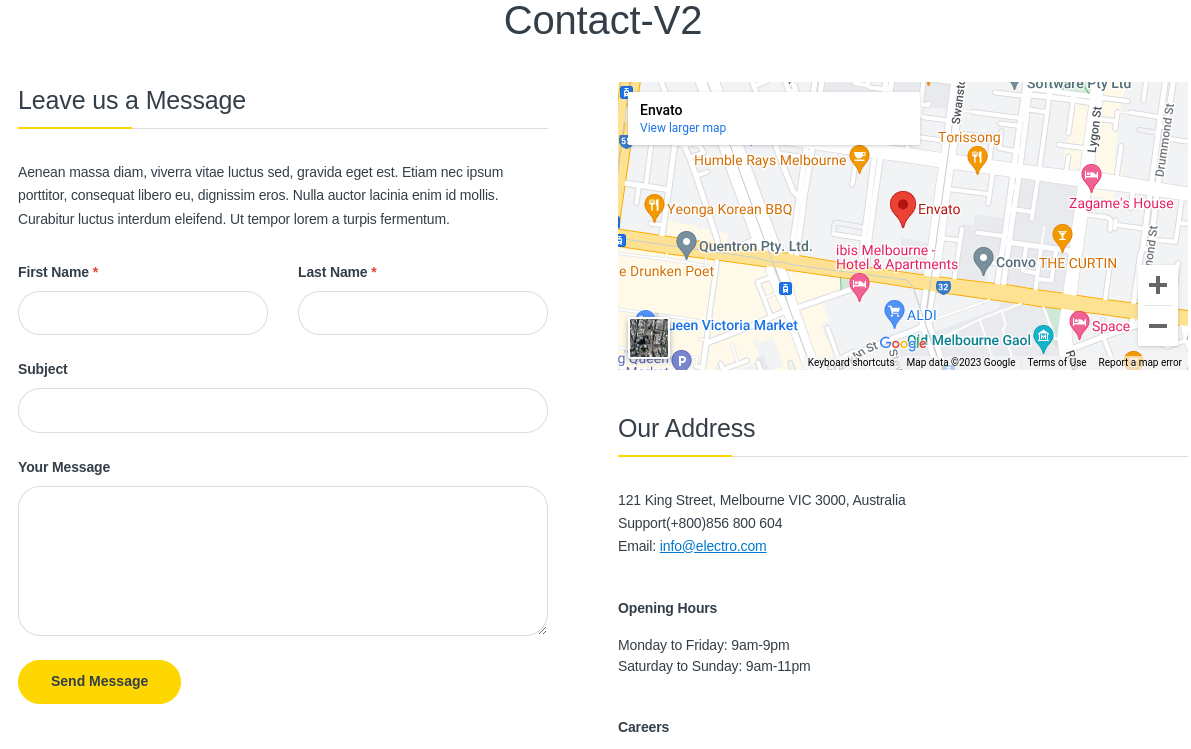 Contact-V2
Leave us a Message
Aenean massa diam, viverra vitae luctus sed, gravida eget est. Etiam nec ipsum
porttitor, consequat libero eu, dignissim eros. Nulla auctor lacinia enim id mollis.
Curabitur luctus interdum eleifend. Ut tempor lorem a turpis fermentum.
First Name *
Last Name *
Subject
Your Message
Send Message
Software Pty Ltd
Envato
View larger map
Swansto
Lygon St
Drummond St
Torissong
Humble Rays Melbourne
Zagame's House
Yeonga Korean BBQ
Envato
Quentron Pty. Ltd.
ibis Melbourne -
Hotel & Apartments
Convo
THE CURTIN
mond St
e Drunken Poet
32
ALDI
ueen Victoria Market
Space
Old Melbourne Gaol
Google
P
Keyboard shortcuts
Map data ©2023 Google
Terms of Use
Report a map error
Our Address
121 King Street, Melbourne VIC 3000, Australia
Support(+800)856 800 604
Email: info@electro.com
Opening Hours
Monday to Friday: 9am-9pm
Saturday to Sunday: 9am-11pm
Careers